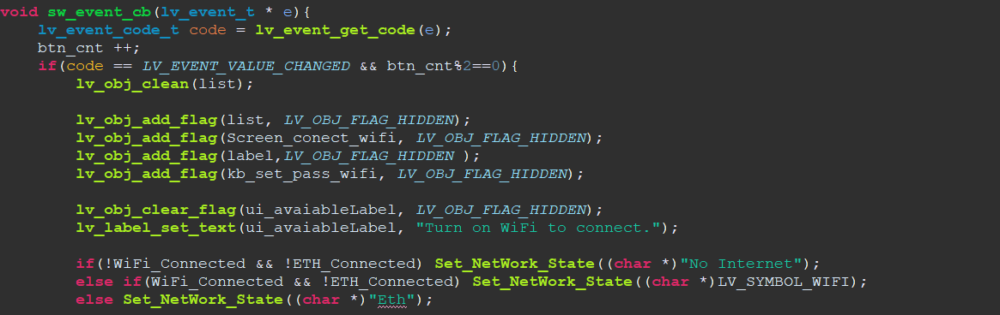 void sw_event_cb(lv_event_t * e){
    lv_event_code_t code = lv_event_get_code(e);
    btn_cnt ++;
    if(code == LV_EVENT_VALUE_CHANGED && btn_cnt%2==0){
        lv_obj_clean(list);

        lv_obj_add_flag(list, LV_OBJ_FLAG_HIDDEN);
        lv_obj_add_flag(Screen_conect_wifi, LV_OBJ_FLAG_HIDDEN);
        lv_obj_add_flag(label,LV_OBJ_FLAG_HIDDEN );
        lv_obj_add_flag(kb_set_pass_wifi, LV_OBJ_FLAG_HIDDEN);

        lv_obj_clear_flag(ui_avaiableLabel, LV_OBJ_FLAG_HIDDEN);
        lv_label_set_text(ui_avaiableLabel, "Turn on WiFi to connect.");

        if(!WiFi_Connected && !ETH_Connected) Set_NetWork_State((char *)"No Internet");
        else if(WiFi_Connected && !ETH_Connected) Set_NetWork_State((char *)LV_SYMBOL_WIFI);
        else Set_NetWork_State((char *)"Eth");